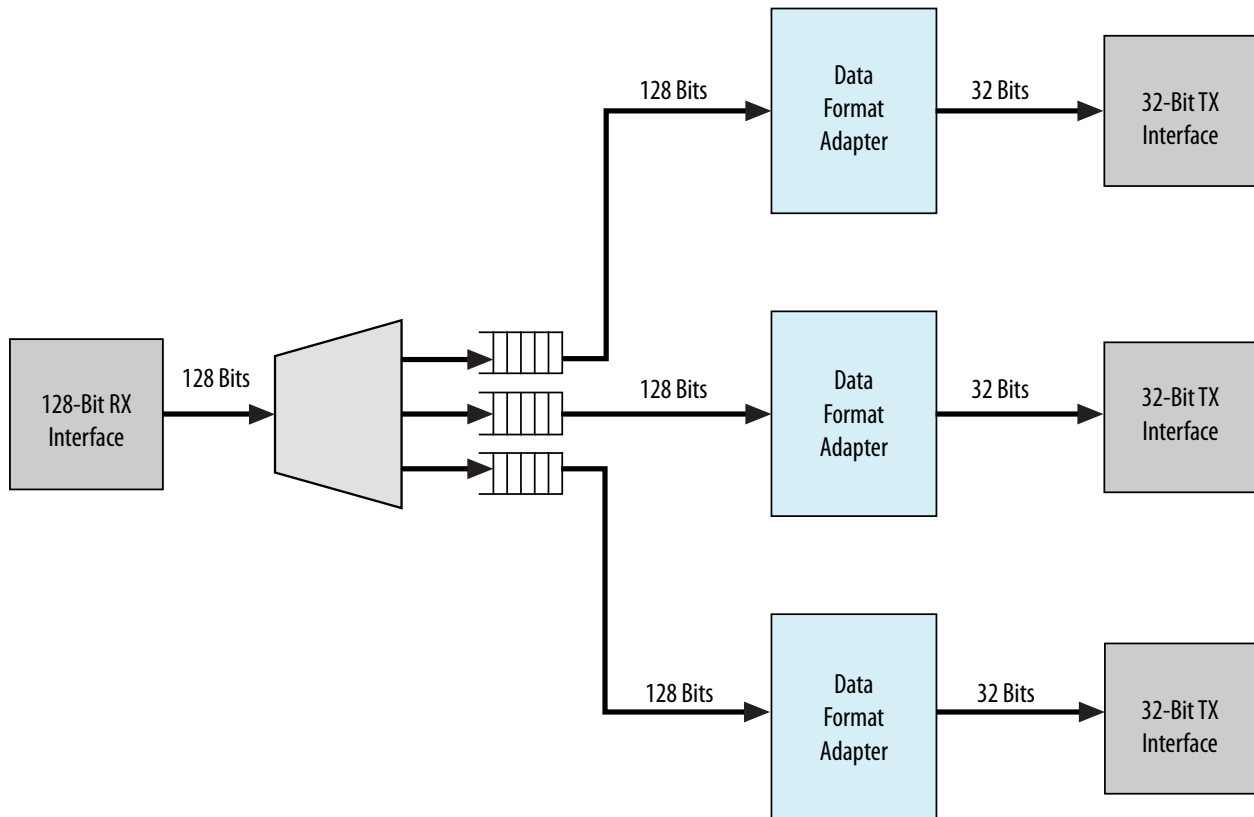 128 Bits
Data
Format
Adapter
32 Bits
32-Bit TX
Interface
128-Bit RX
Interface
128 Bits
128 Bits
Data
Format
Adapter
32 Bits
32-Bit TX
Interface
128 Bits
Data
Format
Adapter
32 Bits
32-Bit TX
Interface